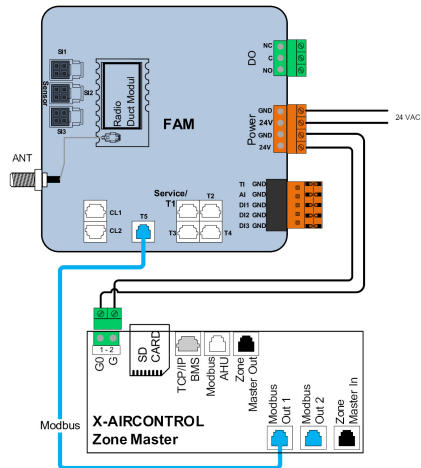 SI1
SI2
SI3
Sensor
Radio
Duct Modul
FAM
NC
C
NO
DO
GND
24V
GND
24V
Power
24 VAC
ANT
CL1
CL2
T5
Service/
T1
T2
T3
T4
TI GND
AI GND
DI1 GND
DI2 GND
DI3 GND
1 - 2
G0
G
SD
CARD
TCP/IP
BMS
Modbus
AHU
Zone
Master Out
Modbus
X-AIRCONTROL
Zone Master
Modbus
Out 1
Modbus
Out 2
Zone
Master In